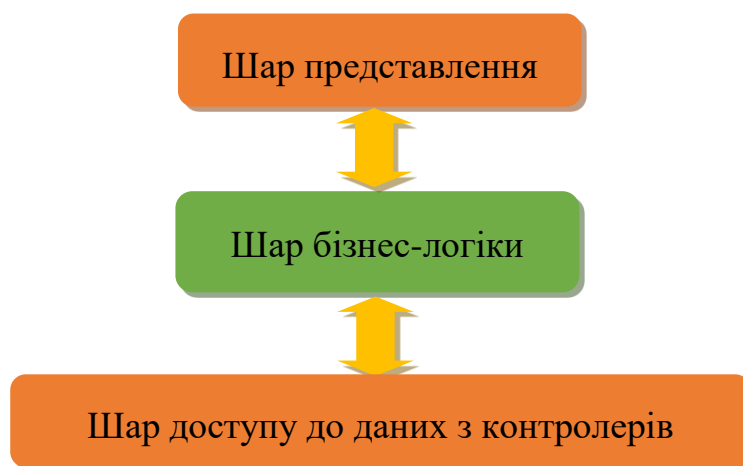 Шар представлення
Шар бізнес-логіки
Шар доступу до даних з контролерів